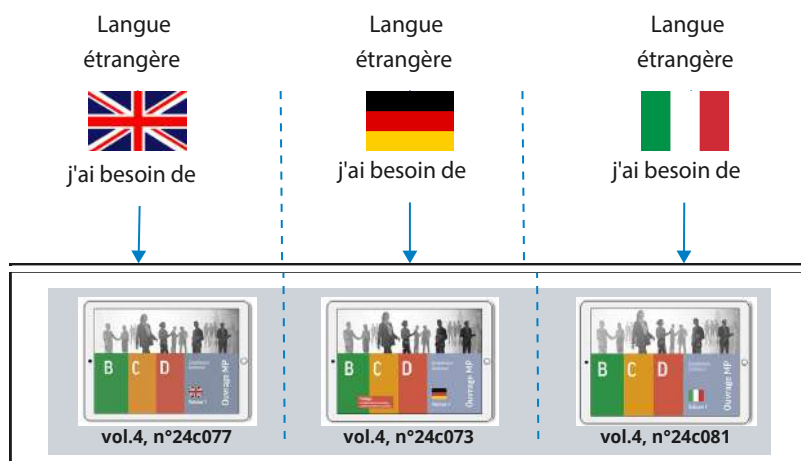 Langue
étrangère
j'ai besoin de
Langue
étrangère
j'ai besoin de
Langue
étrangère
j'ai besoin de
B C D
Ouvrage MP
vol.4, n°24c077
B C D
Ouvrage MP
vol.4, n°24c073
B C D
Ouvrage MP
vol.4, n°24c081